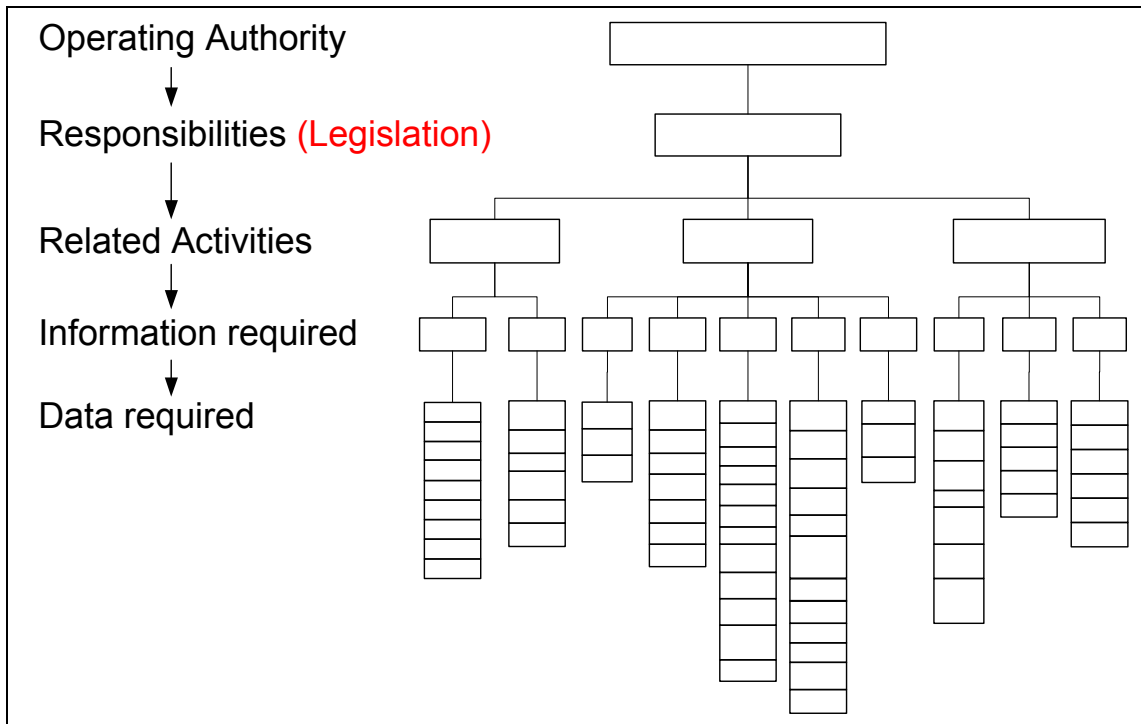 Operating Authority
Responsibilities (Legislation)
Related Activities
Information required
Data required